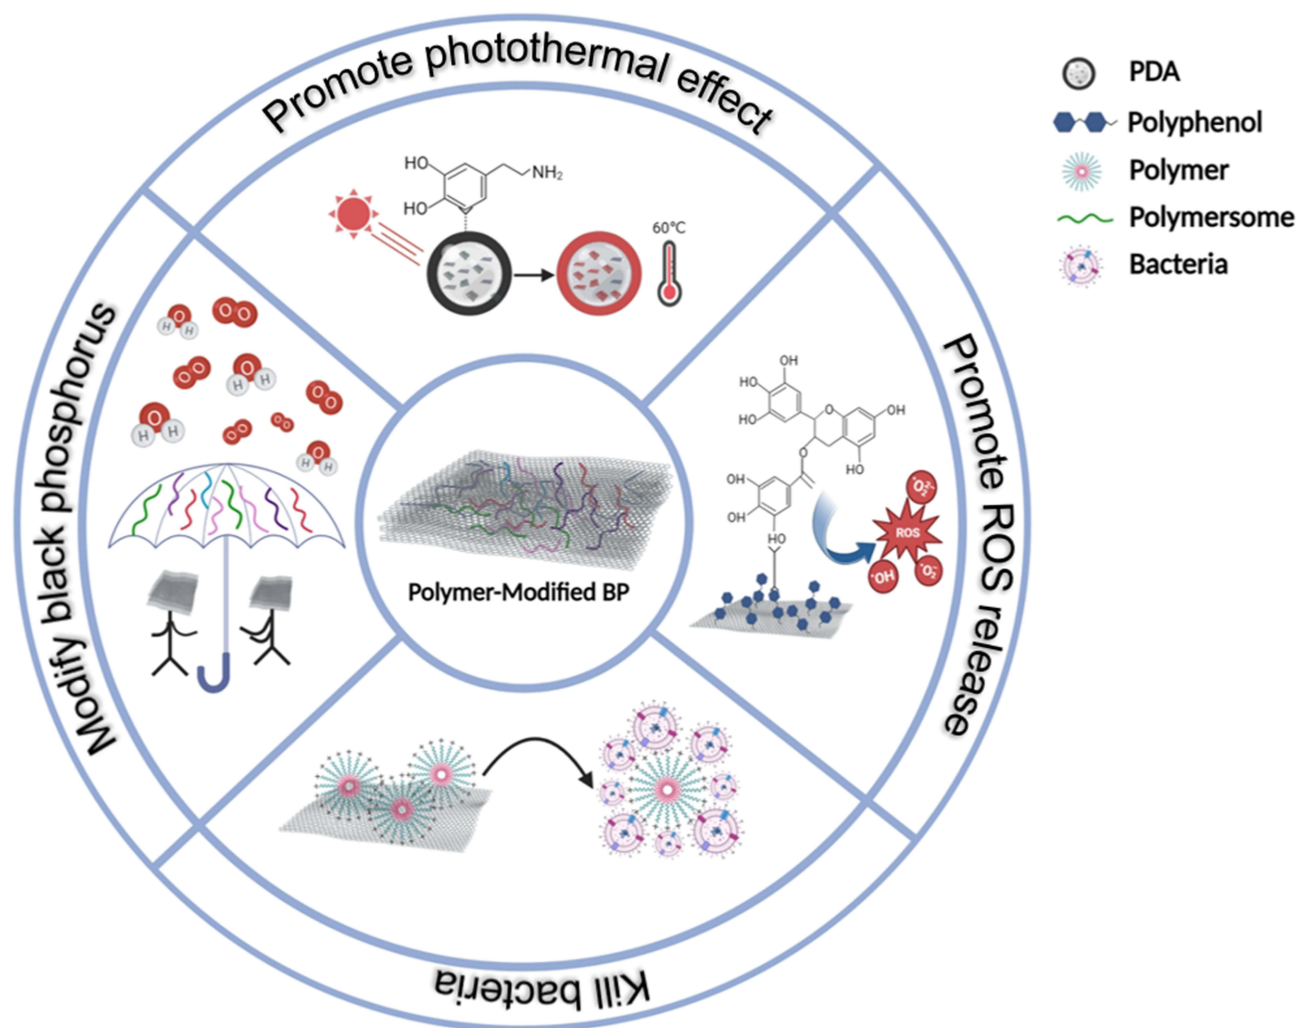 Promote photothermal effect
HO
NH₂
HO
60°C
PDA
Polyphenol
Polymer
Polymersome
Bacteria
Modify black phosphorus
O
H H
O O
O O
O
H H
O O
O
H H
O O
O O
O
H H
Polymer-Modified BP
Promote ROS release
OH
HO
HO
O
OH
HO
O
OH
OH
HO
·O₂²⁻
ROS
·OH
·O₂⁻
Kill bacteria